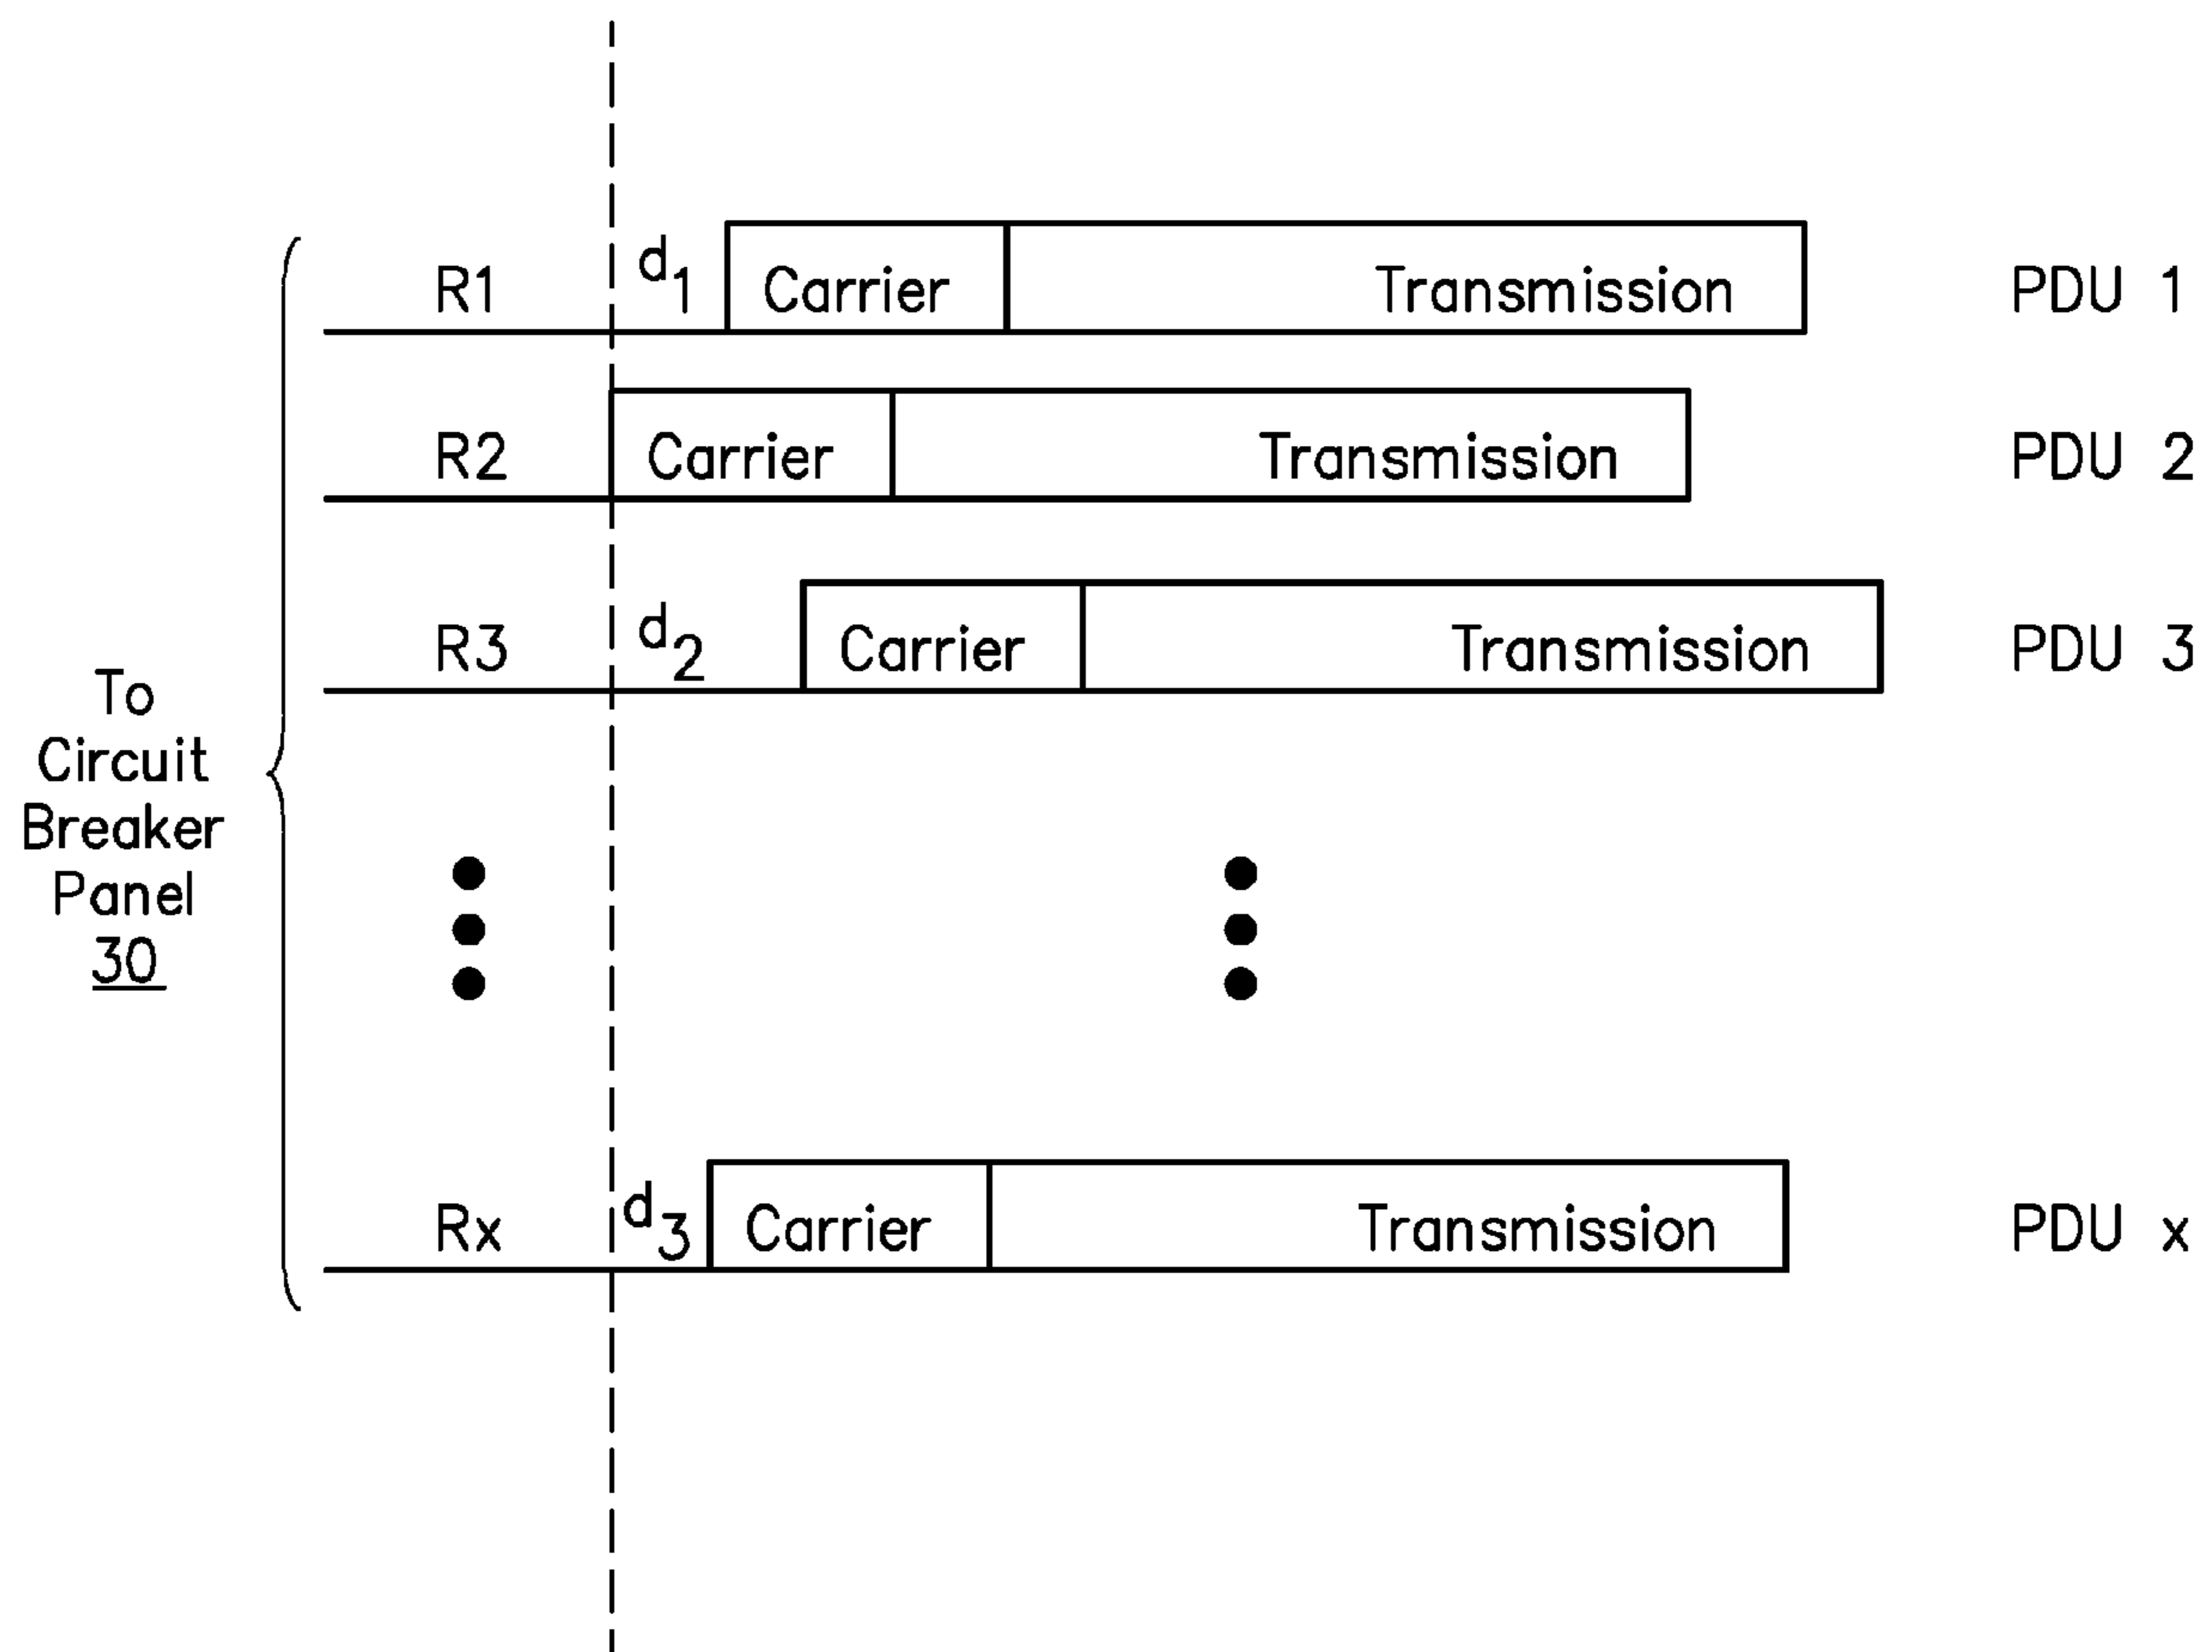 R1 d1 Carrier Transmission PDU 1
R2 Carrier Transmission PDU 2
R3 d2 Carrier Transmission PDU 3
To
Circuit
Breaker
Panel
30
Rx d3 Carrier Transmission PDU x